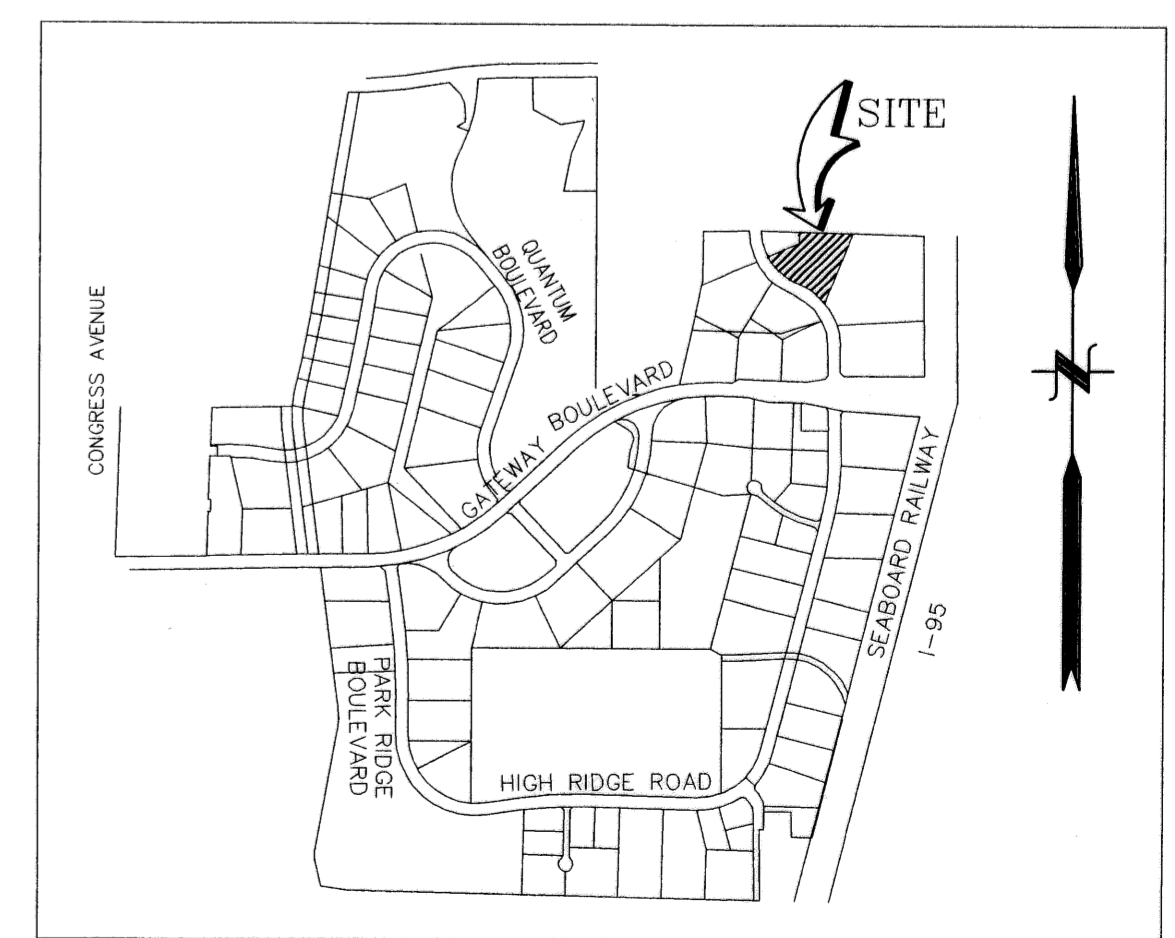 SITE
QUANTUM
BOULEVARD
CONGRESS AVENUE
N
GATEWAY BOULEVARD
SEABOARD RAILWAY
I-95
PARK RIDGE
BOULEVARD
HIGH RIDGE ROAD